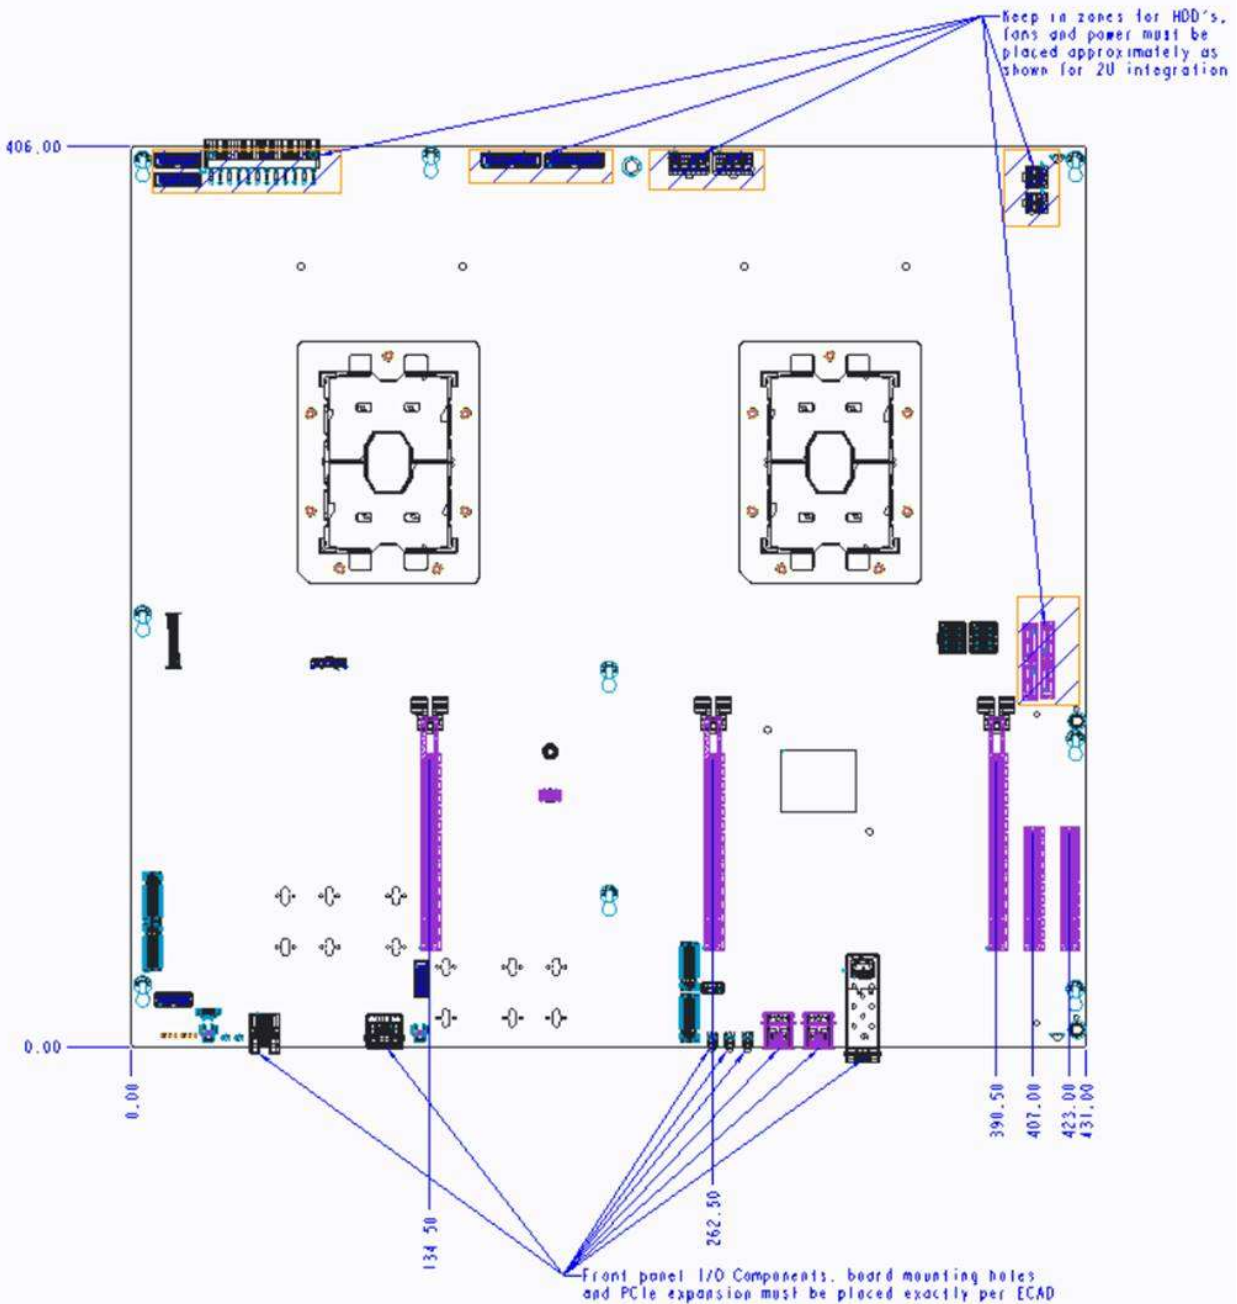 Keep in zones for HDD's,
fans and power must be
placed approximately as
shown for 2U integration
406.00
0.00
0.00
134.50
262.50
390.50
407.00
423.00
431.00
Front panel I/O Components, board mounting holes
and PCIe expansion must be placed exactly per ECAD